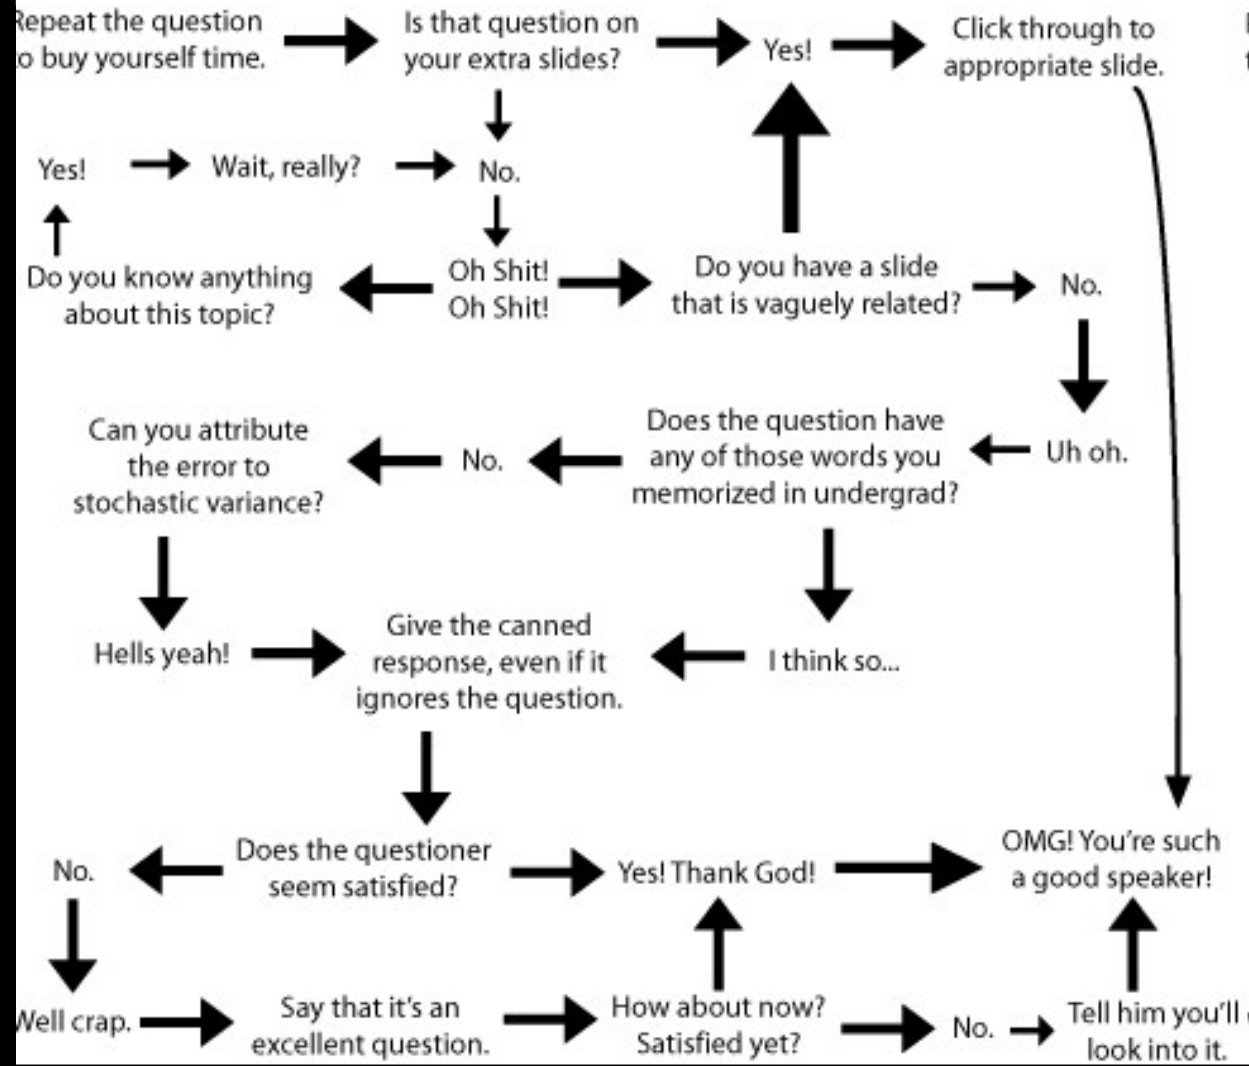 Repeat the question
to buy yourself time.
Is that question on
your extra slides?
Yes!
Click through to
appropriate slide.
Yes!
Wait, really?
No.
Do you know anything
about this topic?
Oh Shit!
Oh Shit!
Do you have a slide
that is vaguely related?
No.
Can you attribute
the error to
stochastic variance?
No.
Does the question have
any of those words you
memorized in undergrad?
Uh oh.
Hells yeah!
Give the canned
response, even if it
ignores the question.
I think so...
No.
Does the questioner
seem satisfied?
Yes! Thank God!
OMG! You're such
a good speaker!
Well crap.
Say that it's an
excellent question.
How about now?
Satisfied yet?
No.
Tell him you'll
look into it.